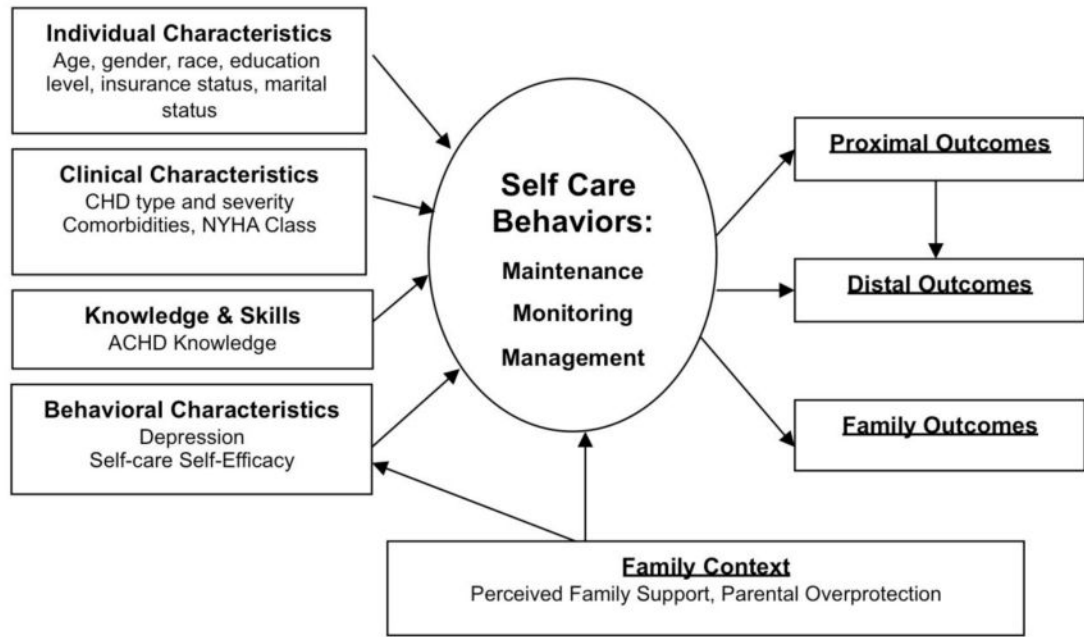 Individual Characteristics
Age, gender, race, education
level, insurance status, marital
status
Clinical Characteristics
CHD type and severity
Comorbidities, NYHA Class
Knowledge & Skills
ACHD Knowledge
Behavioral Characteristics
Depression
Self-care Self-Efficacy
Self Care
Behaviors:
Maintenance
Monitoring
Management
Proximal Outcomes
Distal Outcomes
Family Outcomes
Family Context
Perceived Family Support, Parental Overprotection